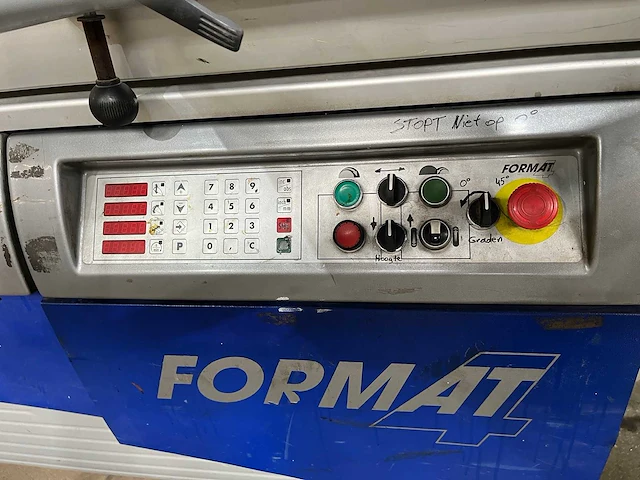 STOPT Niet op 0°
FORMAT
0° 45°
7 8 9
4 5 6
1 2 3
P 0 , C
Hoogte
Graden
FORMAT 4